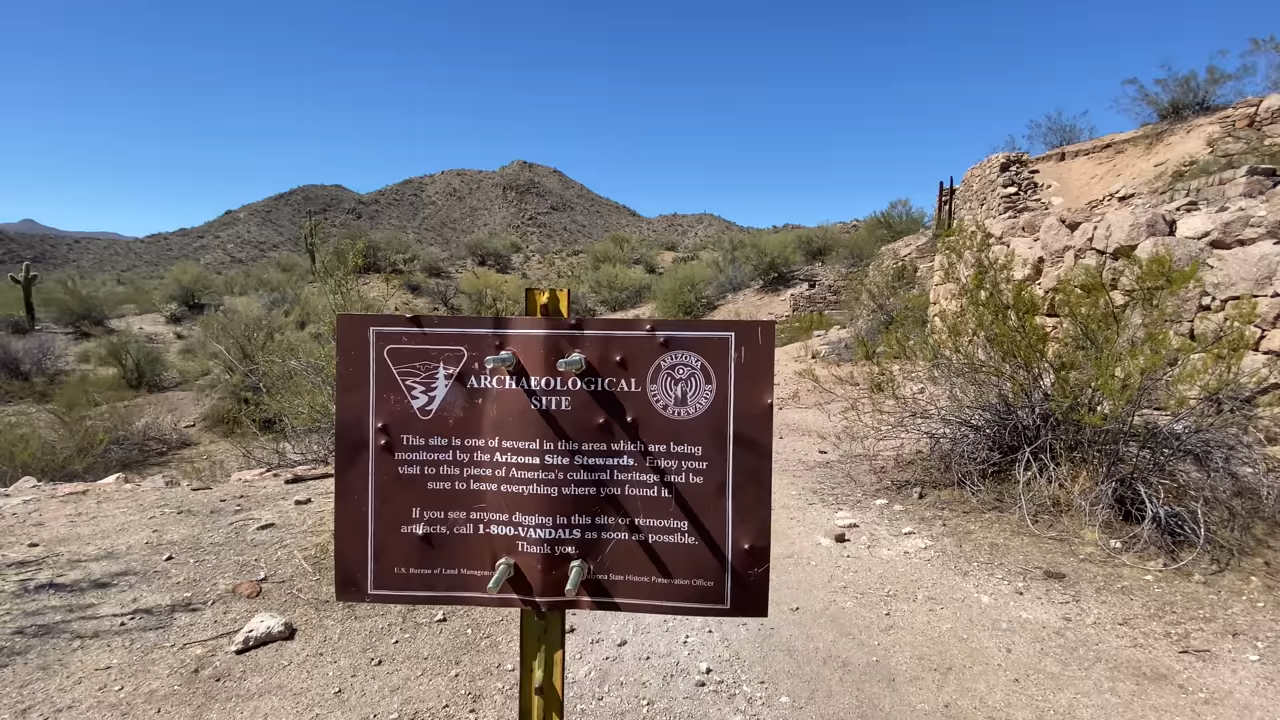 ARCHAEOLOGICAL
SITE
ARIZONA
SITE STEWARDS
This site is one of several in this area which are being
monitored by the Arizona Site Stewards. Enjoy your
visit to this piece of America's cultural heritage and be
sure to leave everything where you found it.
If you see anyone digging in this site or removing
artifacts, call 1-800-VANDALS as soon as possible.
Thank you.
U.S. Bureau of Land Managemen
rizona State Historic Preservation Officer